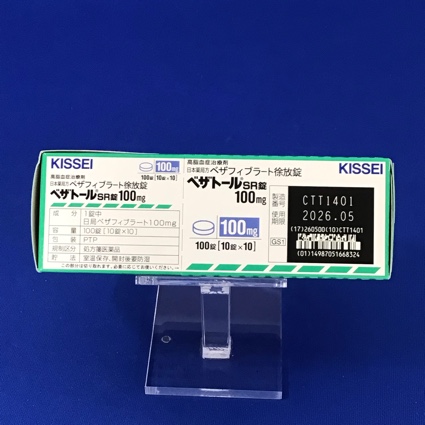 KISSEI
高脂血症治療剤
日本薬局方 ベザフィブラート徐放錠
ベザトール®SR錠100mg
100mg
100錠[10錠×10]
成分 1錠中
日局ベザフィブラート100mg
容量 100錠[10錠×10]
包装 PTP
規制区分 処方箋医薬品
貯法 室温保存、開封後要防湿
高脂血症治療剤
日本薬局方 ベザフィブラート徐放錠
ベザトール®SR錠
100mg
100mg
100錠[10錠×10]
KISSEI
製造番号 CTT1401
使用期限 2026.05
GS1
(17)260500(10)CTT1401
(01)14987051668324